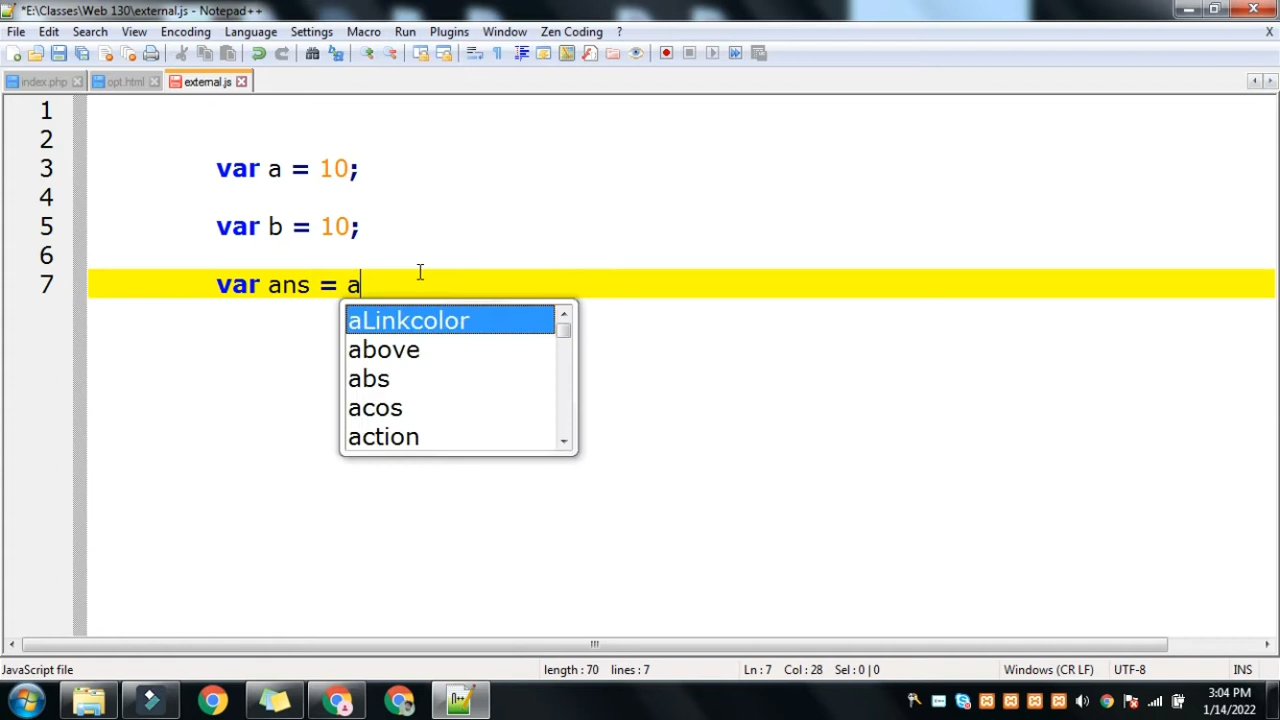 *E:\Classes\Web 130\external.js - Notepad++
File Edit Search View Encoding Language Settings Macro Run Plugins Window Zen Coding ? X
index.php opt.html external.js
1
2
3 var a = 10;
4
5 var b = 10;
6
7 var ans = a
aLinkcolor
above
abs
acos
action
JavaScript file length : 70 lines : 7 Ln : 7 Col : 28 Sel : 0 | 0 Windows (CR LF) UTF-8 INS
3:04 PM
1/14/2022